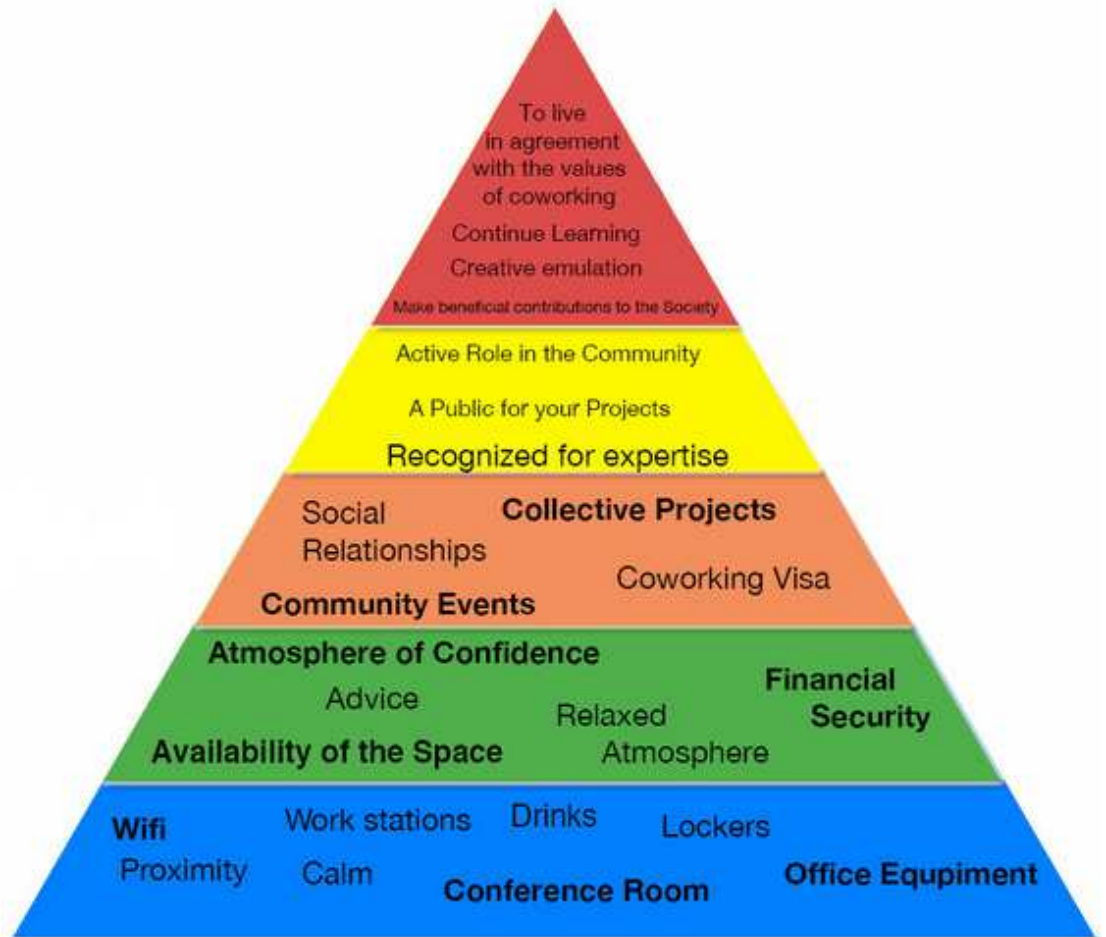 To live
in agreement
with the values
of coworking
Continue Learning
Creative emulation
Make beneficial contributions to the Society
Active Role in the Community
A Public for your Projects
Recognized for expertise
Social
Relationships
Collective Projects
Coworking Visa
Community Events
Atmosphere of Confidence
Advice
Financial
Security
Relaxed
Atmosphere
Availability of the Space
Wifi
Work stations
Drinks
Lockers
Proximity
Calm
Conference Room
Office Equpiment